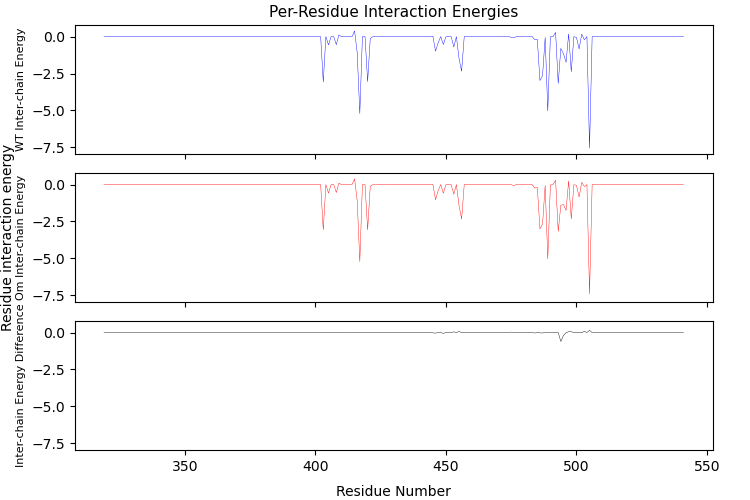 Per-Residue Interaction Energies
WT Inter-chain Energy
0.0
−2.5
−5.0
−7.5
Residue interaction energy
Om Inter-chain Energy
0.0
−2.5
−5.0
−7.5
Inter-chain Energy Difference
0.0
−2.5
−5.0
−7.5
350
400
450
500
550
Residue Number